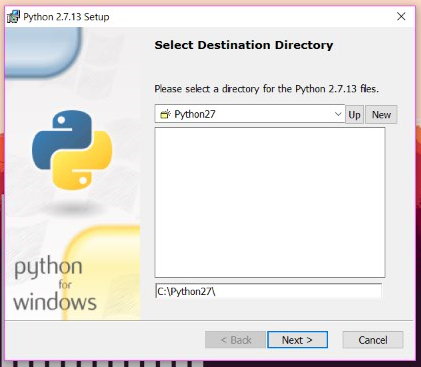 Python 2.7.13 Setup
Select Destination Directory
Please select a directory for the Python 2.7.13 files.
Python27
Up
New
C:\Python27\
python
for
windows
< Back
Next >
Cancel